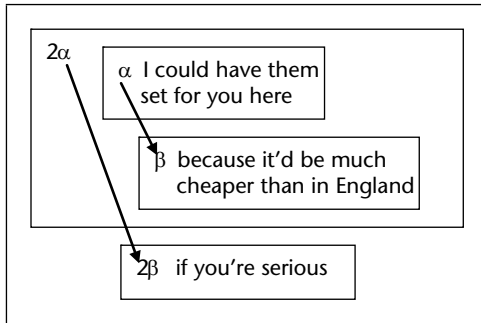 2α
α I could have them
set for you here
β because it'd be much
cheaper than in England
2β if you're serious